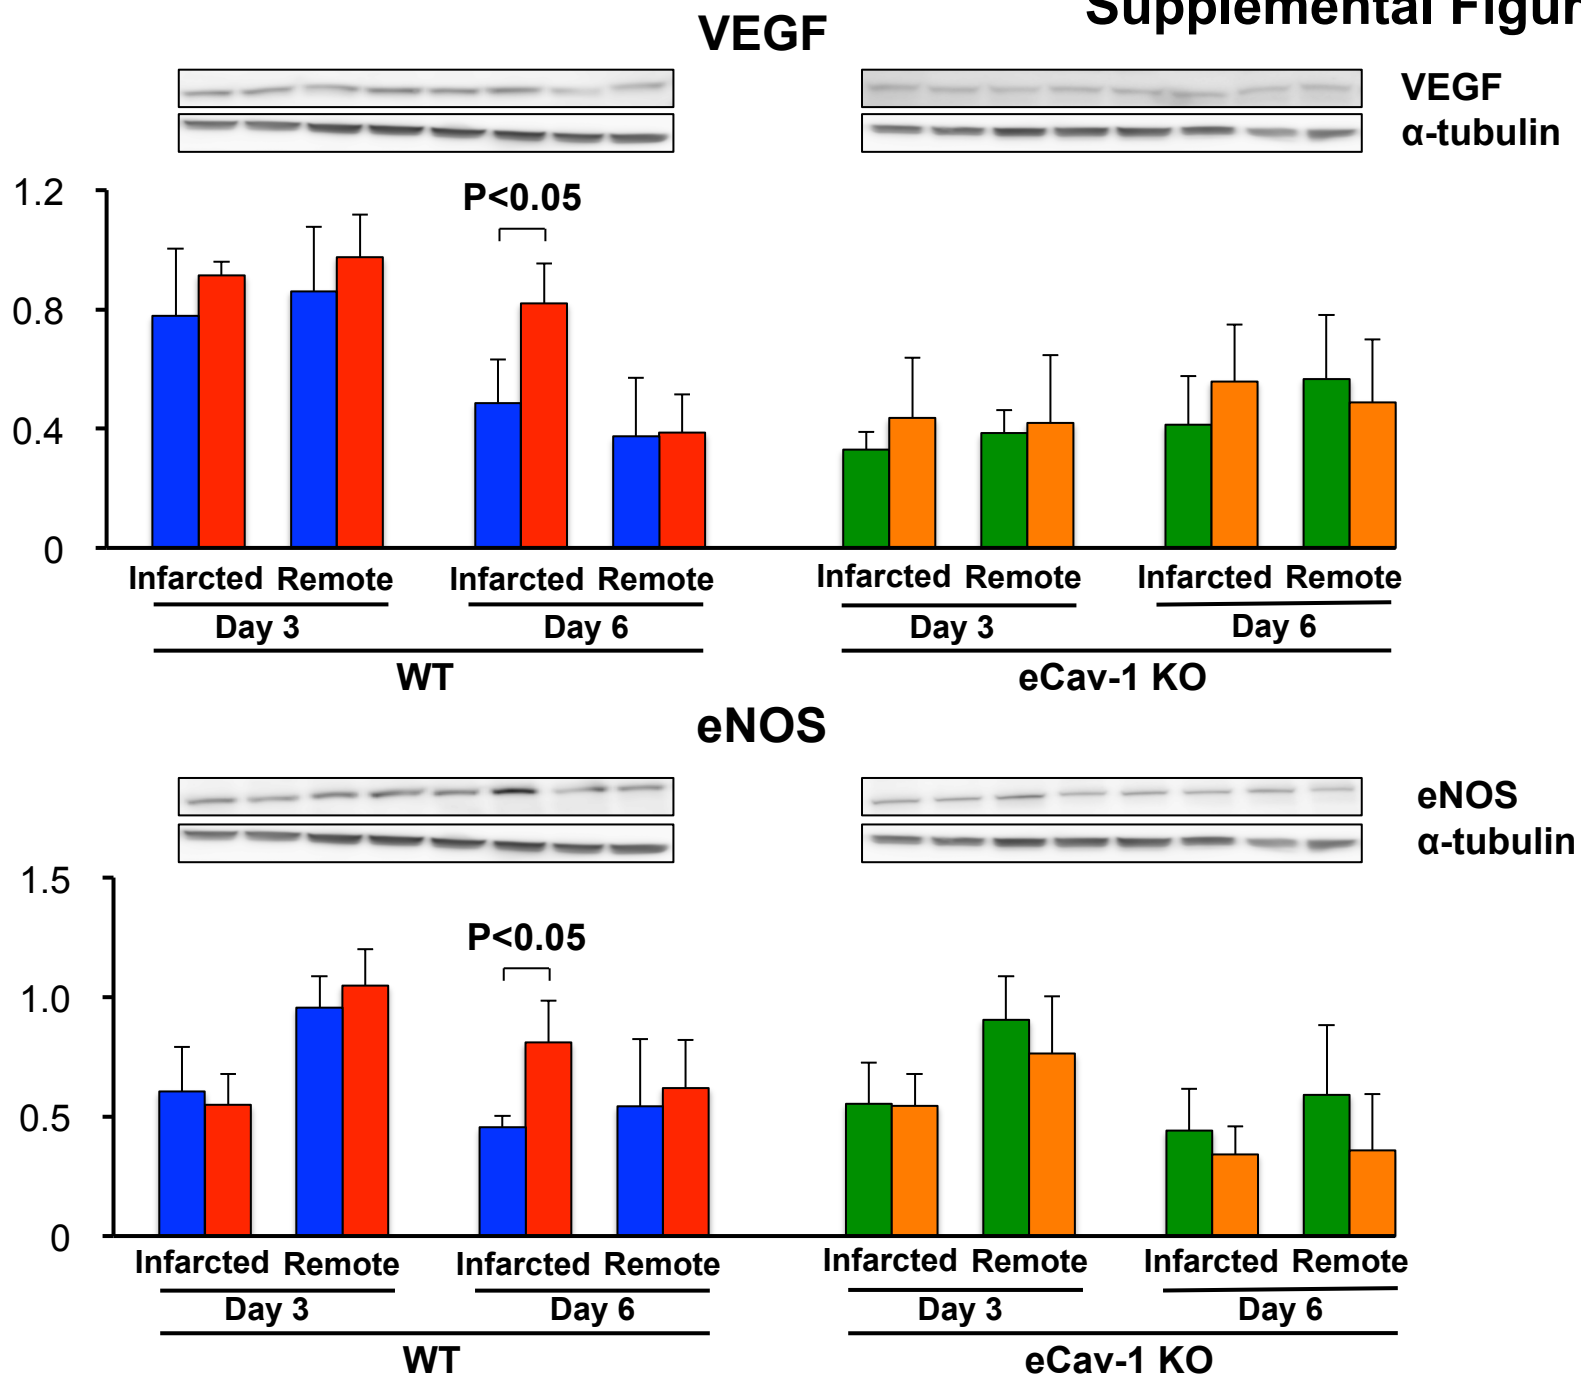 Supplemental Figur
VEGF
VEGF
α-tubulin
1.2
0.8
0.4
0
P<0.05
Infarcted Remote Infarcted Remote Infarcted Remote Infarcted Remote
Day 3 Day 6 Day 3 Day 6
WT eCav-1 KO
eNOS
eNOS
α-tubulin
1.5
1.0
0.5
0
P<0.05
Infarcted Remote Infarcted Remote Infarcted Remote Infarcted Remote
Day 3 Day 6 Day 3 Day 6
WT eCav-1 KO